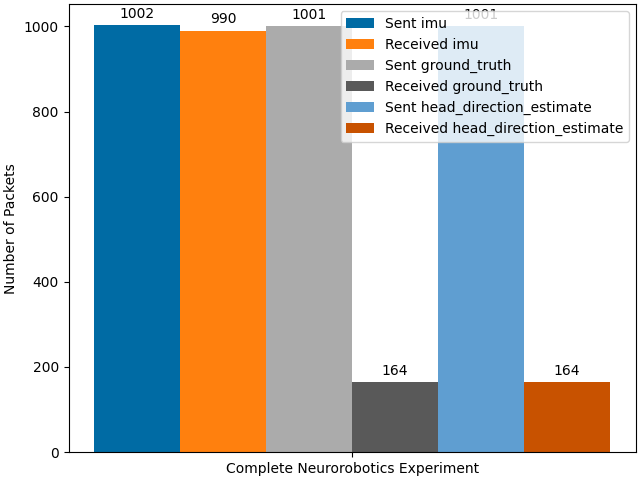 1002
990
1001
1001
Sent imu
Received imu
Sent ground_truth
Received ground_truth
Sent head_direction_estimate
Received head_direction_estimate
164
164
1000
800
600
400
200
0
Number of Packets
Complete Neurorobotics Experiment